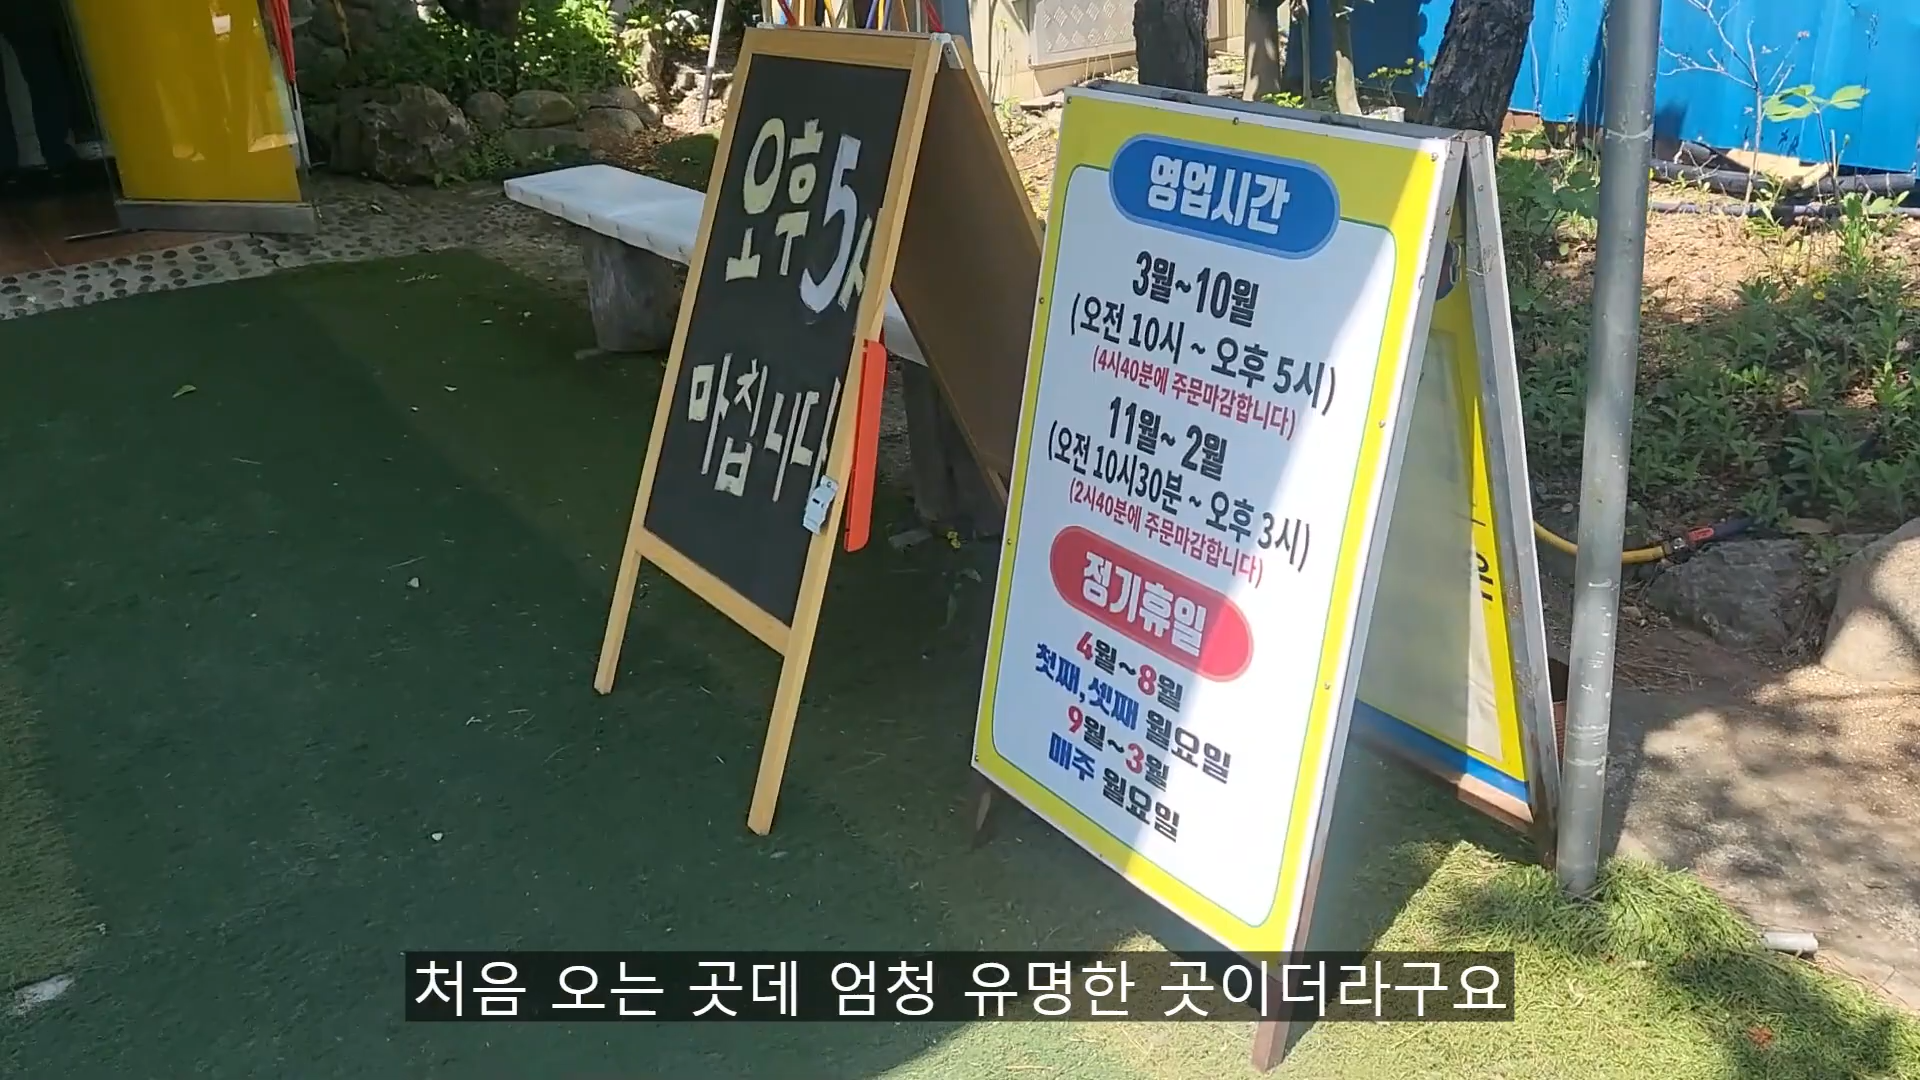 오후 5시
마칩니다
영업시간
3월~10월
(오전 10시 ~ 오후 5시)
(4시40분에 주문마감합니다)
11월~ 2월
(오전 10시30분 ~ 오후 3시)
(2시40분에 주문마감합니다)
정기휴일
4월~8월
첫째,셋째 월요일
9월~3월
매주 월요일
처음 오는 곳데 엄청 유명한 곳이더라구요